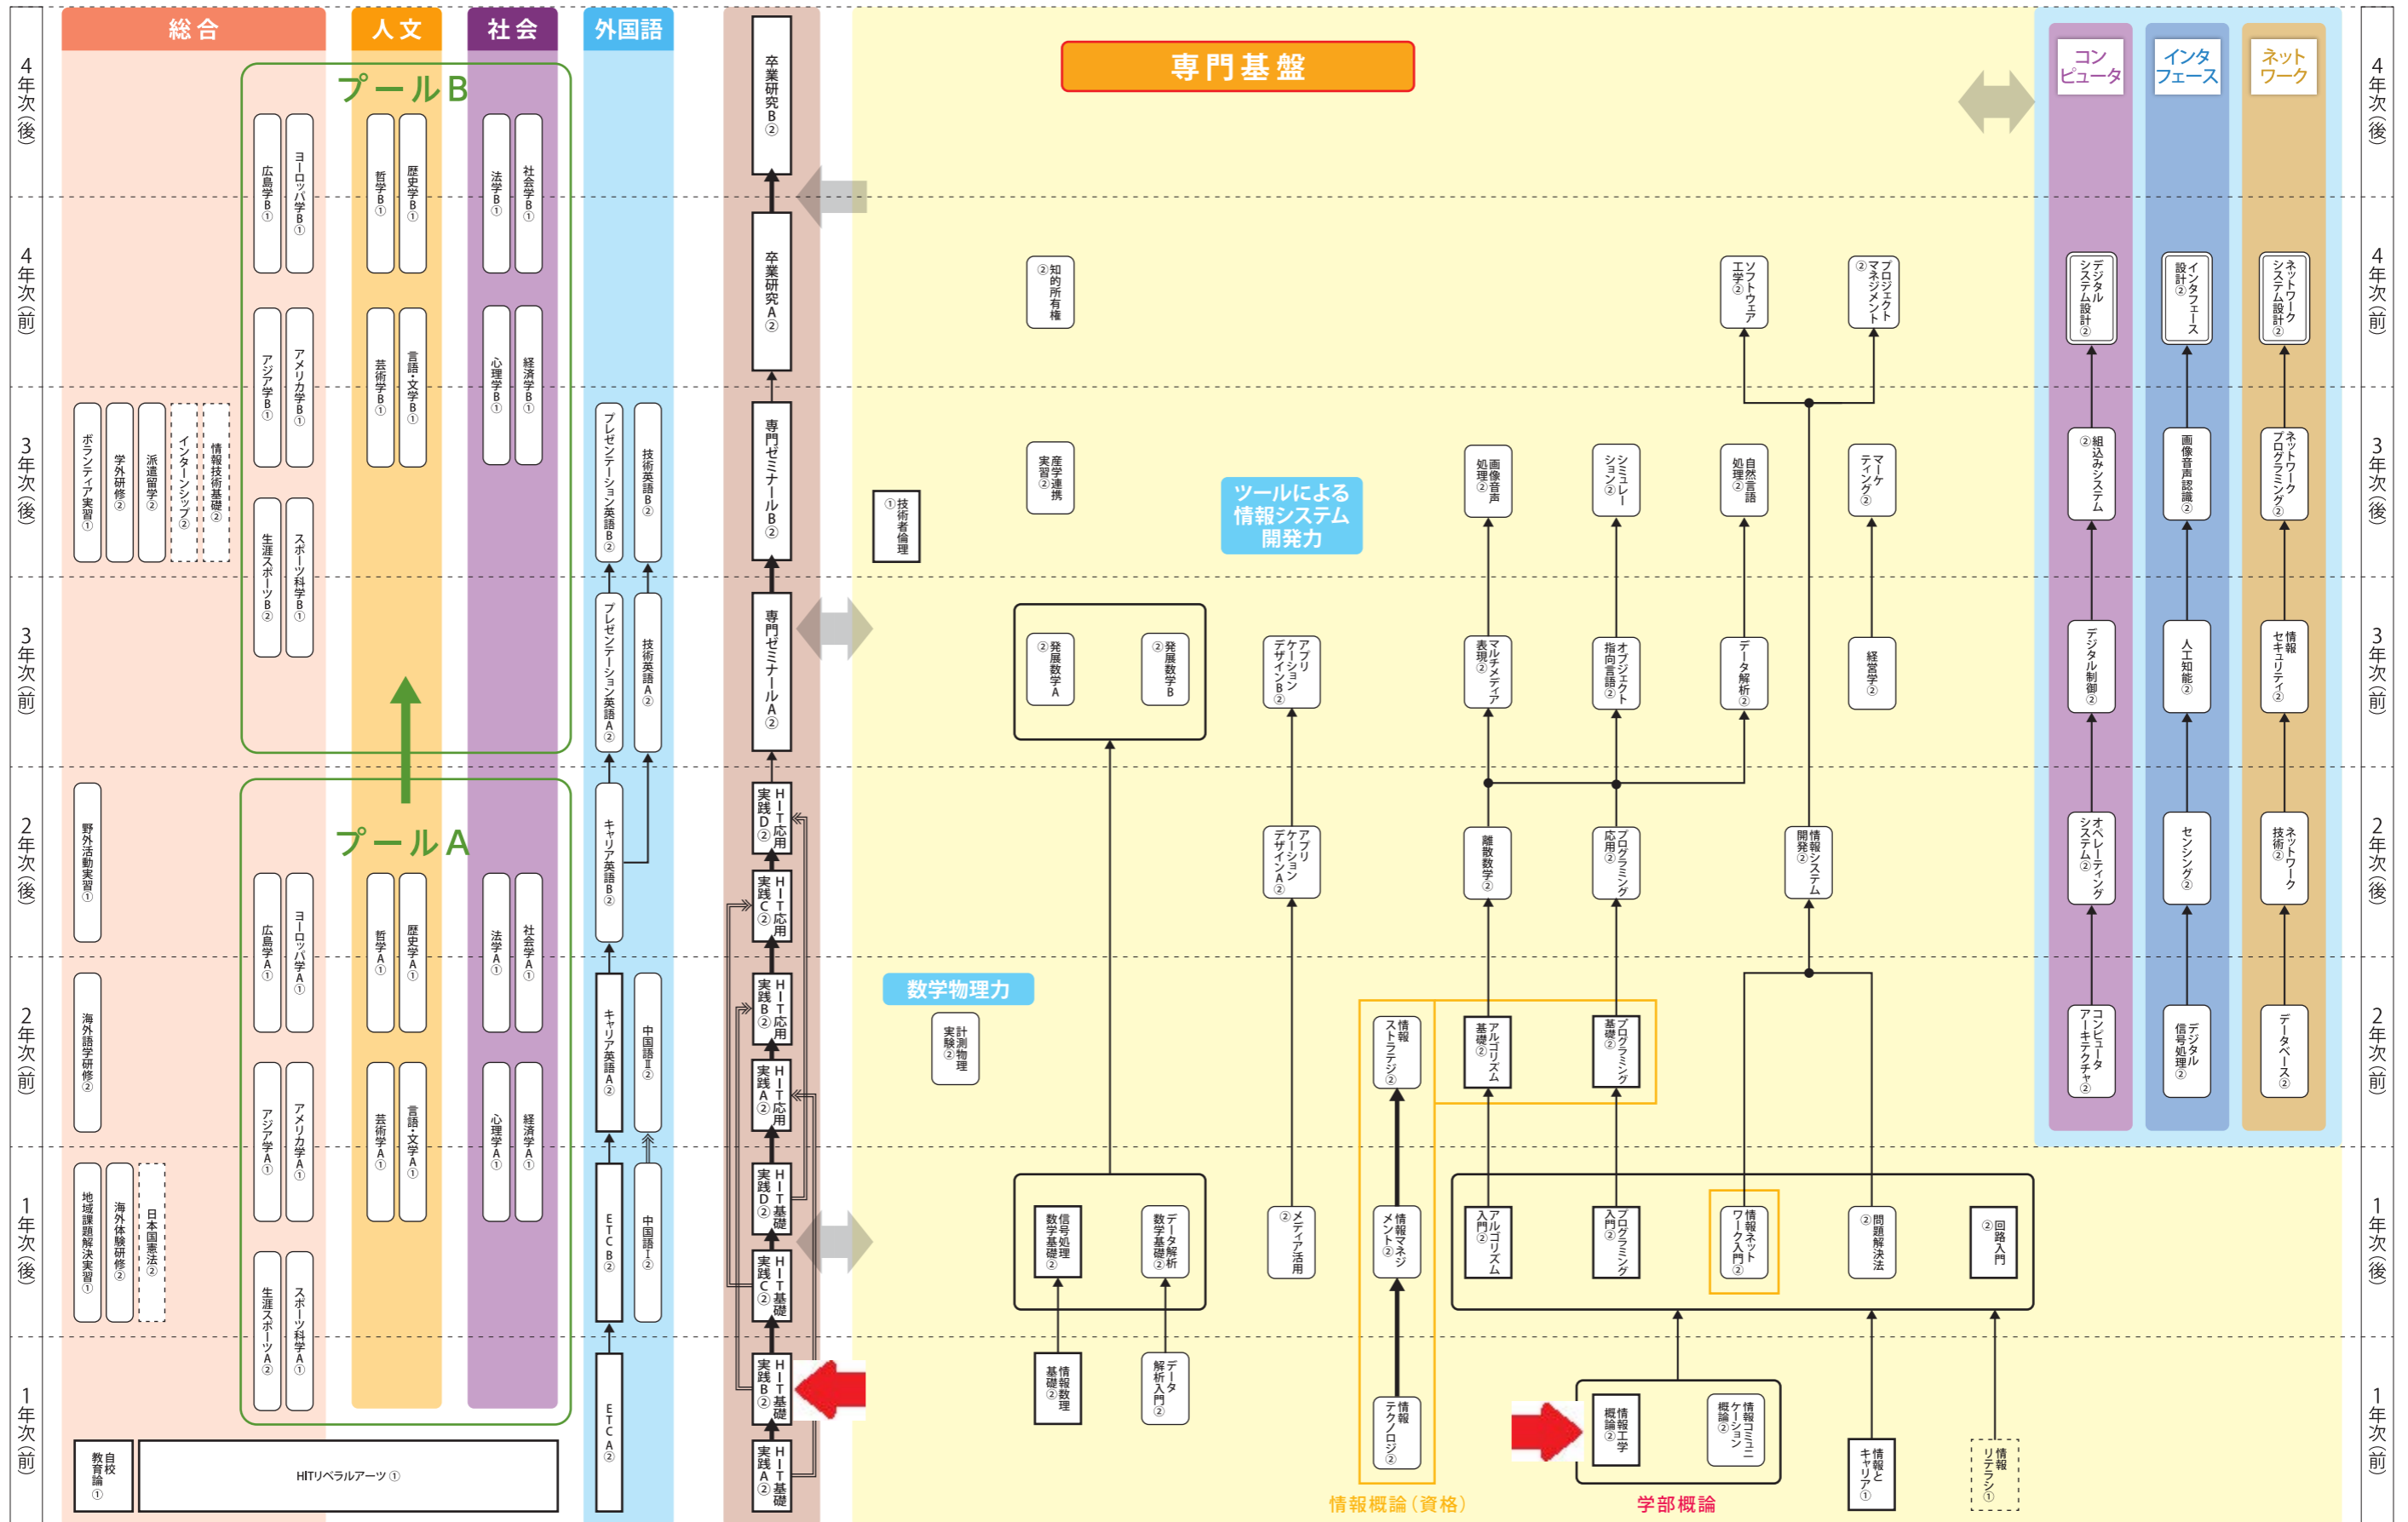 総合
人文
社会
外国語
専門基盤
コン
ピュータ
インタ
フェース
ネット
ワーク
4年次(後)
プールB
広島学B①
ヨーロッパ学B①
哲学B①
歴史学B①
法学B①
社会学B①
卒業研究B②
4年次(後)
4年次(前)
アジア学B①
アメリカ学B①
芸術学B①
言語・文学B①
心理学B①
経済学B①
卒業研究A②
知的所有権
②
ソフトウェア
工学②
プロジェクト
マネジメント
②
デジタル
システム設計②
インタフェース
設計②
ネットワーク
システム設計②
4年次(前)
3年次(後)
ボランティア実習①
学外研修②
派遣留学②
インターンシップ②
情報技術基礎②
生涯スポーツB②
スポーツ科学B①
プレゼンテーション英語B②
技術英語B②
専門ゼミナールB②
技術者倫理
①
産学連携
実習②
ツールによる
情報システム
開発力
画像音声
処理②
シミュレー
ション②
自然言語
処理②
マーケ
ティング②
組込みシステム
②
画像音声認識②
ネットワーク
プログラミング②
3年次(後)
3年次(前)
プレゼンテーション英語A②
技術英語A②
専門ゼミナールA②
発展数学A
②
発展数学B
②
アプリ
ケーション
デザインB②
マルチメディア
表現②
オブジェクト
指向言語②
データ解析②
経営学②
デジタル制御②
人工知能②
情報
セキュリティ②
3年次(前)
2年次(後)
野外活動実習①
プールA
広島学A①
ヨーロッパ学A①
哲学A①
歴史学A①
法学A①
社会学A①
キャリア英語B②
HIT応用
実践D②
HIT応用
実践C②
アプリ
ケーション
デザインA②
離散数学②
プログラミング
応用②
情報システム
開発②
オペレーティング
システム②
センシング②
ネットワーク
技術②
2年次(後)
2年次(前)
海外語学研修②
アジア学A①
アメリカ学A①
芸術学A①
言語・文学A①
心理学A①
経済学A①
キャリア英語A②
中国語Ⅱ②
HIT応用
実践B②
HIT応用
実践A②
数学物理力
計測物理
実験②
情報
ストラテジ②
アルゴリズム
基礎②
プログラミング
基礎②
コンピュータ
アーキテクチャ②
デジタル
信号処理②
データベース②
2年次(前)
1年次(後)
地域課題解決実習①
海外体験研修②
日本国憲法②
生涯スポーツA②
スポーツ科学A①
ETC B②
中国語Ⅰ②
HIT基礎
実践D②
HIT基礎
実践C②
信号処理
数学基礎②
データ解析
数学基礎②
メディア活用
②
情報マネジ
メント②
アルゴリズム
入門②
プログラミング
入門②
情報ネット
ワーク入門②
問題解決法
②
回路入門
②
1年次(後)
1年次(前)
自校
教育論①
HITリベラルアーツ①
ETC A②
HIT基礎
実践B②
HIT基礎
実践A②
情報数理
基礎②
データ
解析入門②
情報
テクノロジ②
情報工学
概論②
情報コミュニ
ケーション
概論②
情報と
キャリア①
情報
リテラシ①
情報概論(資格)
学部概論
1年次(前)